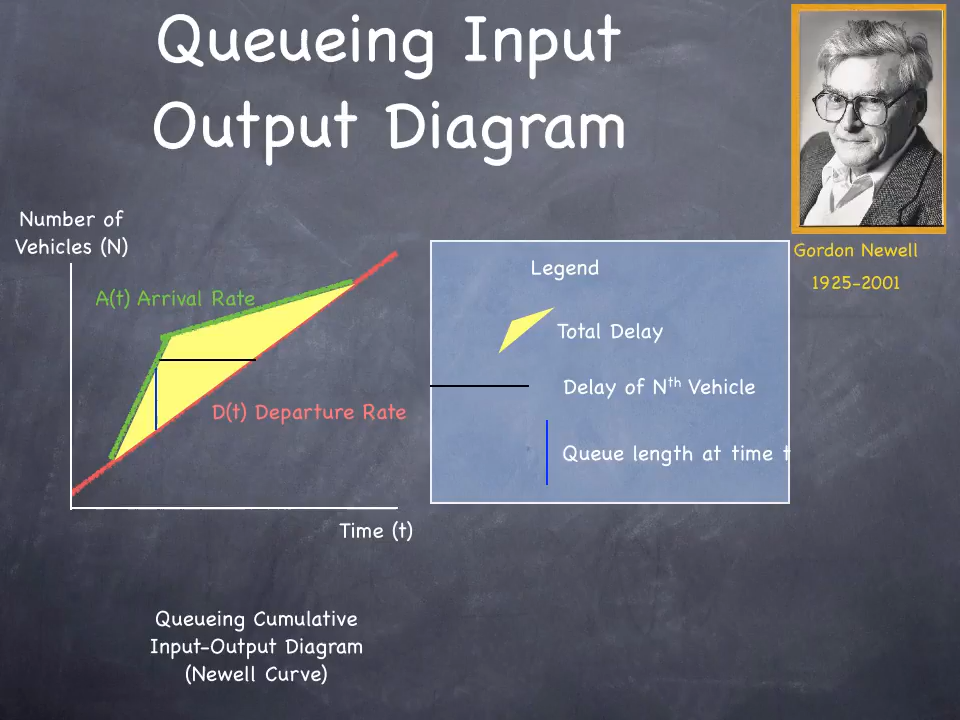 Queueing Input
Output Diagram
Number of
Vehicles (N)
A(t) Arrival Rate
D(t) Departure Rate
Time (t)
Legend
Total Delay
Delay of Nth Vehicle
Queue length at time t
Gordon Newell
1925-2001
Queueing Cumulative
Input-Output Diagram
(Newell Curve)